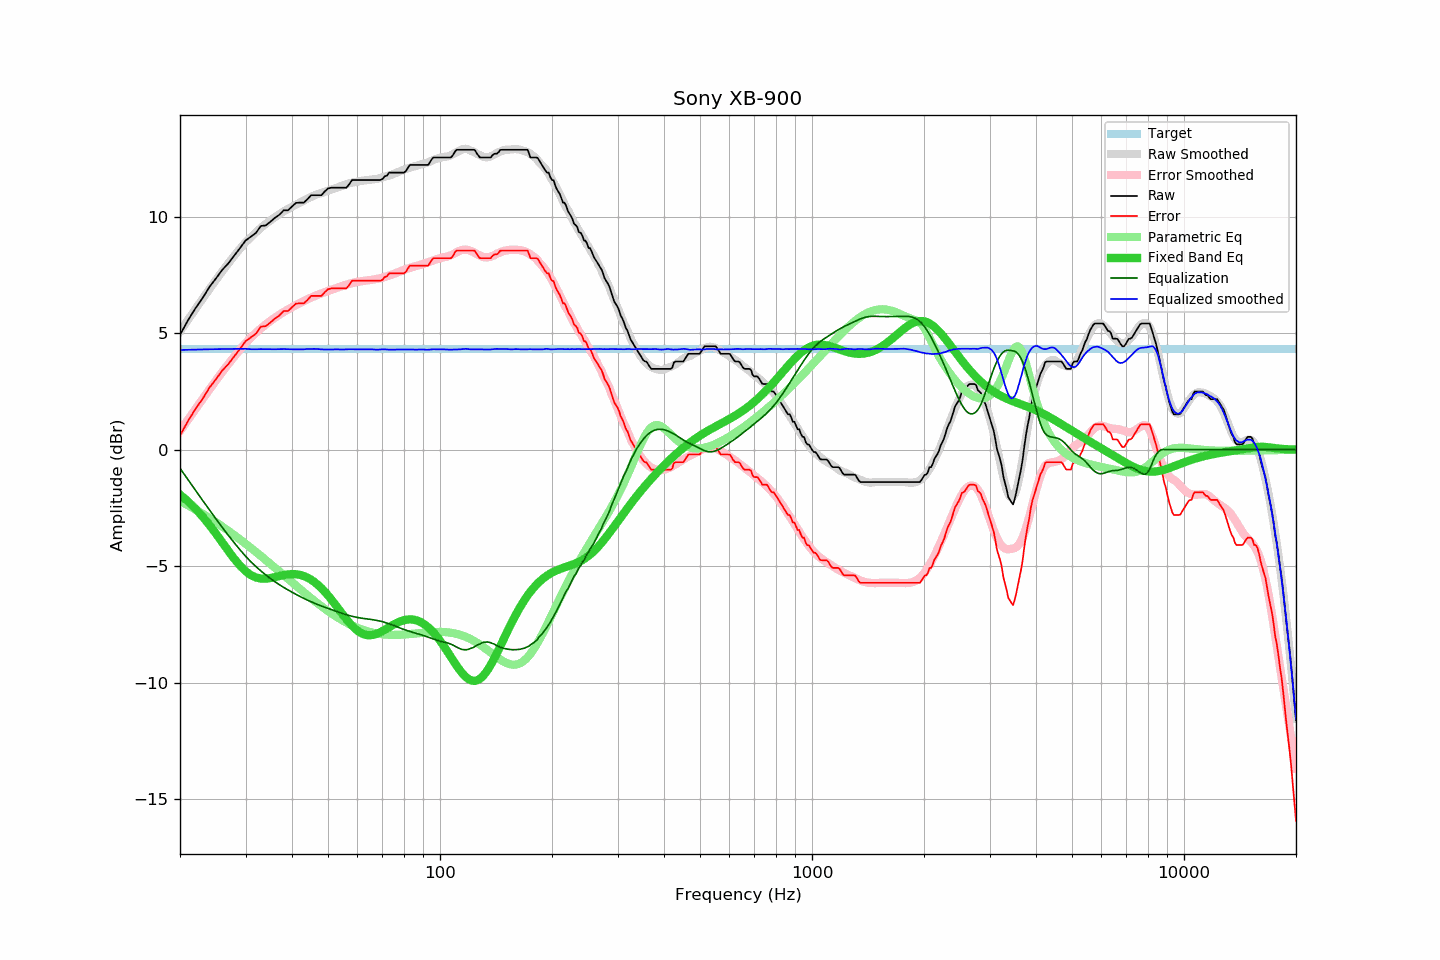 Sony XB-900
Target
Raw Smoothed
Error Smoothed
Raw
Error
Parametric Eq
Fixed Band Eq
Equalization
Equalized smoothed
Amplitude (dBr)
10
5
0
−5
−10
−15
100
1000
10000
Frequency (Hz)